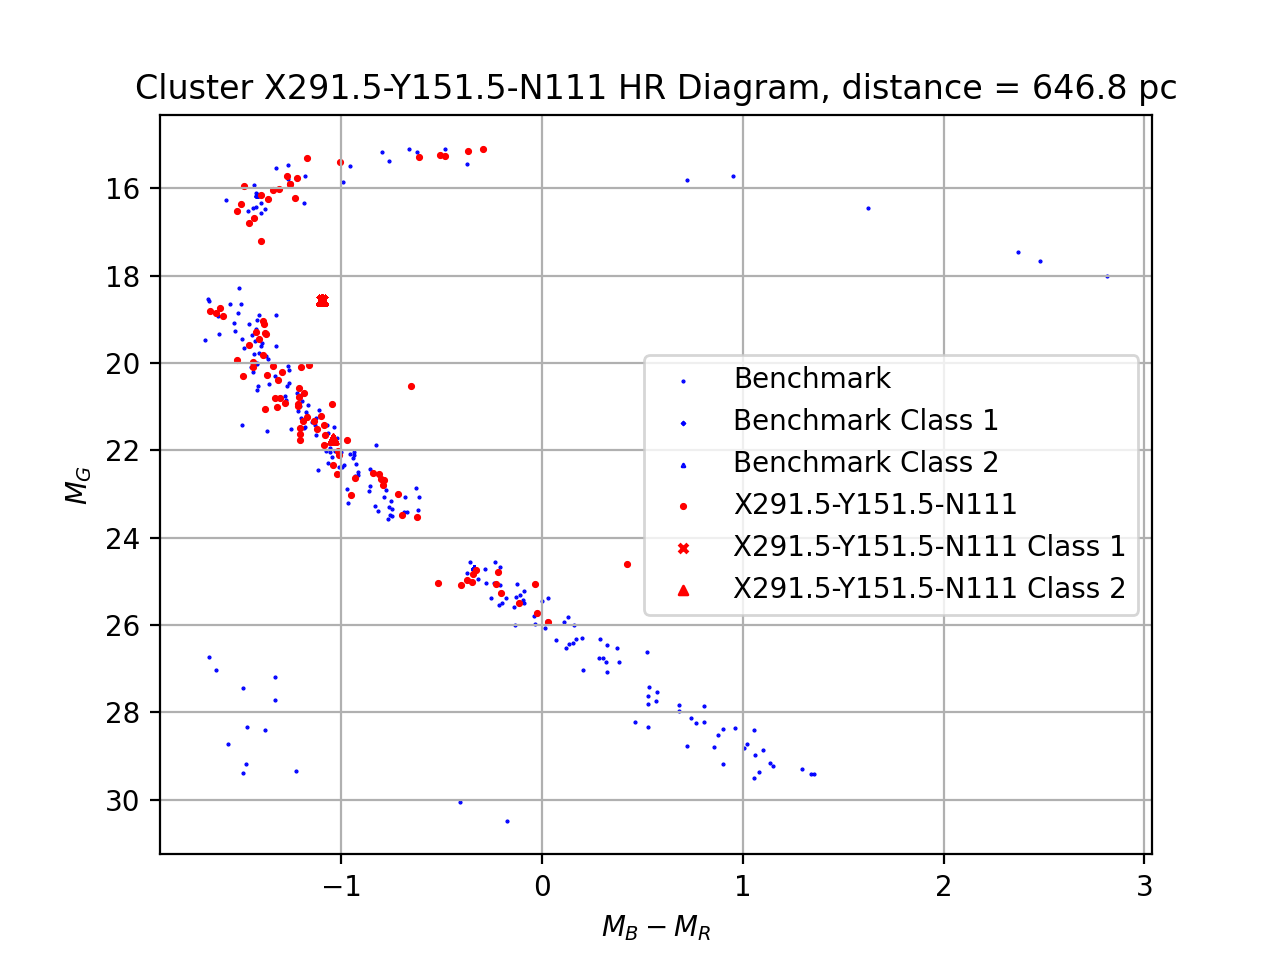 Cluster X291.5-Y151.5-N111 HR Diagram, distance = 646.8 pc
16
18
20
22
24
26
28
30
M_G
Benchmark
Benchmark Class 1
Benchmark Class 2
X291.5-Y151.5-N111
X291.5-Y151.5-N111 Class 1
X291.5-Y151.5-N111 Class 2
−1 0 1 2 3
M_B − M_R